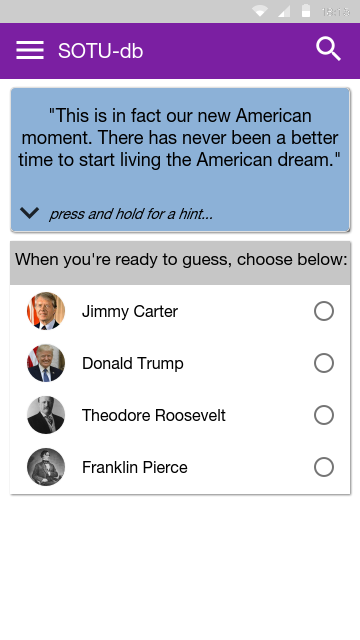 SOTU-db
"This is in fact our new American
moment. There has never been a better
time to start living the American dream."
press and hold for a hint...
When you're ready to guess, choose below:
Jimmy Carter
Donald Trump
Theodore Roosevelt
Franklin Pierce